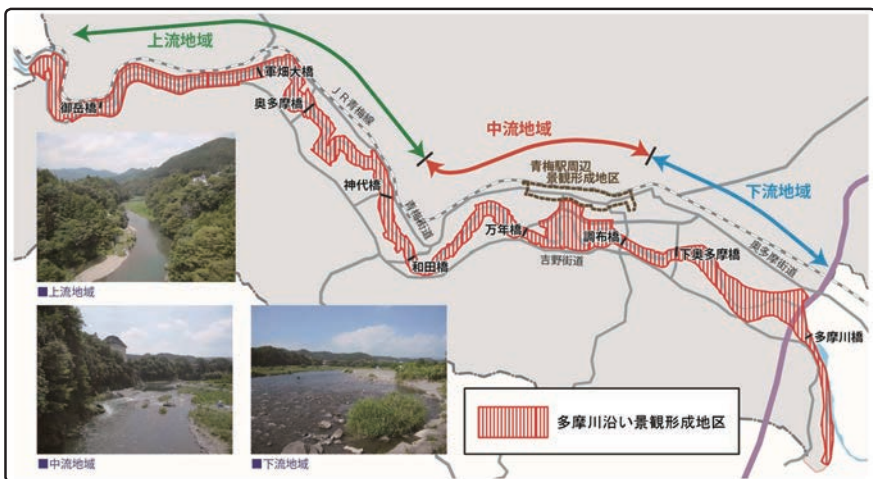 上流地域
御岳橋
軍畑大橋
奥多摩橋
JR青梅線
神代橋
青梅街道
和田橋
中流地域
青梅駅周辺
景観形成地区
万年橋
吉野街道
調布橋
下奥多摩橋
下流地域
奥多摩街道
多摩川橋
■上流地域
■中流地域
■下流地域
多摩川沿い景観形成地区